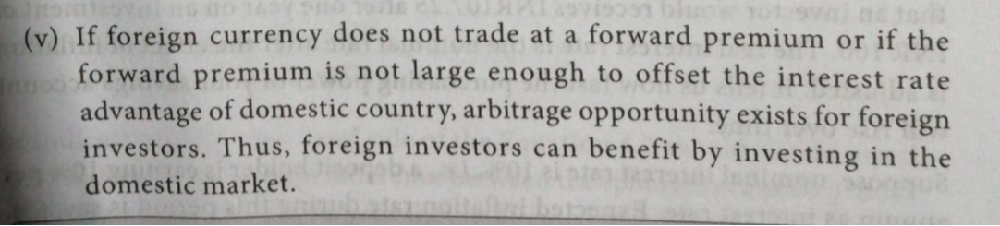 (v) If foreign currency does not trade at a forward premium or if the
forward premium is not large enough to offset the interest rate
advantage of domestic country, arbitrage opportunity exists for foreign
investors. Thus, foreign investors can benefit by investing in the
domestic market.